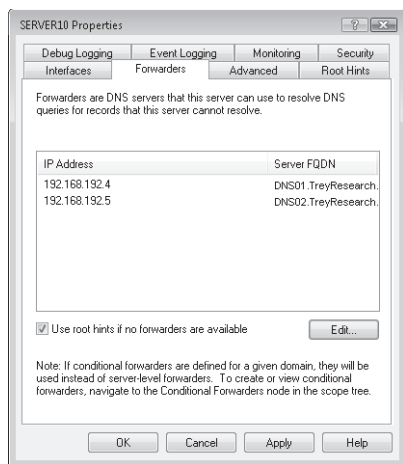 SERVER10 Properties
Debug Logging Event Logging Monitoring Security
Interfaces Forwarders Advanced Root Hints
Forwarders are DNS servers that this server can use to resolve DNS
queries for records that this server cannot resolve.
IP Address Server FQDN
192.168.192.4 DNS01.TreyResearch.
192.168.192.5 DNS02.TreyResearch.
Use root hints if no forwarders are available Edit...
Note: If conditional forwarders are defined for a given domain, they will be
used instead of server-level forwarders. To create or view conditional
forwarders, navigate to the Conditional Forwarders node in the scope tree.
OK Cancel Apply Help